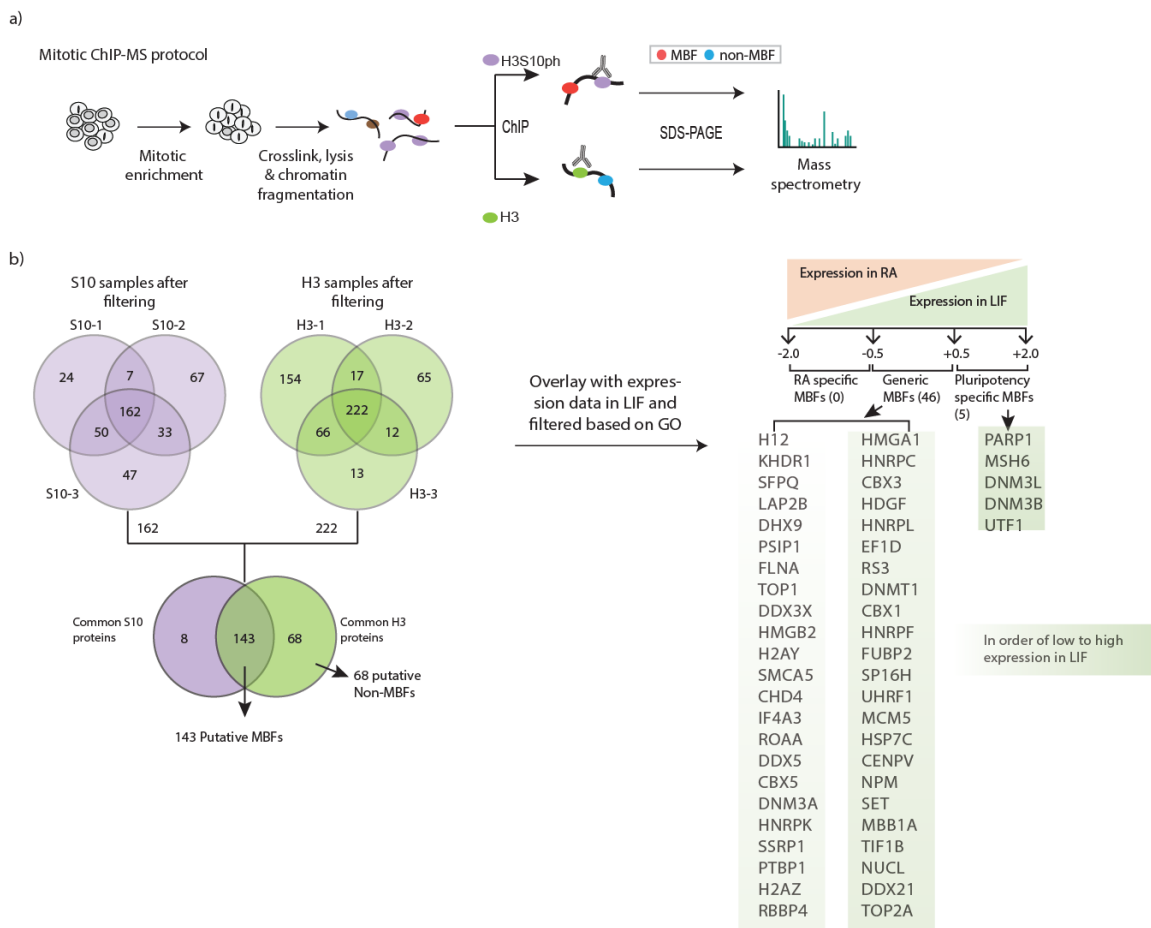 a)
Mitotic ChIP-MS protocol
H3S10ph
MBF
non-MBF
Mitotic
enrichment
Crosslink, lysis
& chromatin
fragmentation
ChIP
H3
SDS-PAGE
Mass
spectrometry
b)
S10 samples after
filtering
S10-1
S10-2
24
7
67
162
50
33
47
S10-3
H3 samples after
filtering
H3-1
H3-2
154
17
65
222
66
12
13
H3-3
162
222
Common S10
proteins
8
143
68
Common H3
proteins
68 putative
Non-MBFs
143 Putative MBFs
Overlay with expres-
sion data in LIF and
filtered based on GO
Expression in RA
Expression in LIF
-2.0
-0.5
+0.5
+2.0
RA specific
MBFs (0)
Generic
MBFs (46)
Pluripotency
specific MBFs
(5)
H12
KHDR1
SFPQ
LAP2B
DHX9
PSIP1
FLNA
TOP1
DDX3X
HMGB2
H2AY
SMCA5
CHD4
IF4A3
ROAA
DDX5
CBX5
DNM3A
HNRPK
SSRP1
PTBP1
H2AZ
RBBP4
HMGA1
HNRPC
CBX3
HDGF
HNRPL
EF1D
RS3
DNMT1
CBX1
HNRPF
FUBP2
SP16H
UHRF1
MCM5
HSP7C
CENPV
NPM
SET
MBB1A
TIF1B
NUCL
DDX21
TOP2A
PARP1
MSH6
DNM3L
DNM3B
UTF1
In order of low to high
expression in LIF